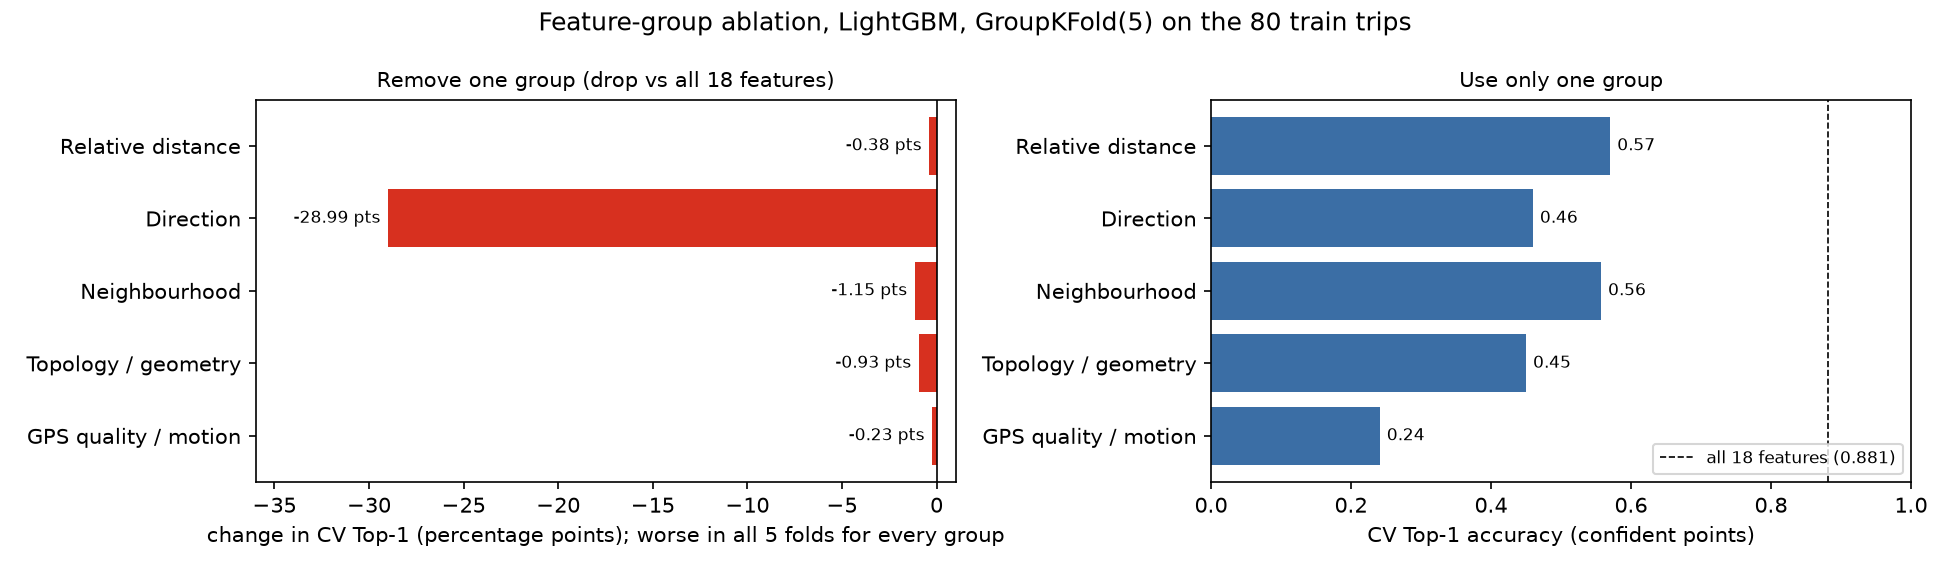 Feature-group ablation, LightGBM, GroupKFold(5) on the 80 train trips
Remove one group (drop vs all 18 features)
Relative distance
-0.38 pts
Direction
-28.99 pts
Neighbourhood
-1.15 pts
Topology / geometry
-0.93 pts
GPS quality / motion
-0.23 pts
−35 −30 −25 −20 −15 −10 −5 0
change in CV Top-1 (percentage points); worse in all 5 folds for every group
Use only one group
Relative distance
0.57
Direction
0.46
Neighbourhood
0.56
Topology / geometry
0.45
GPS quality / motion
0.24
all 18 features (0.881)
0.0 0.2 0.4 0.6 0.8 1.0
CV Top-1 accuracy (confident points)